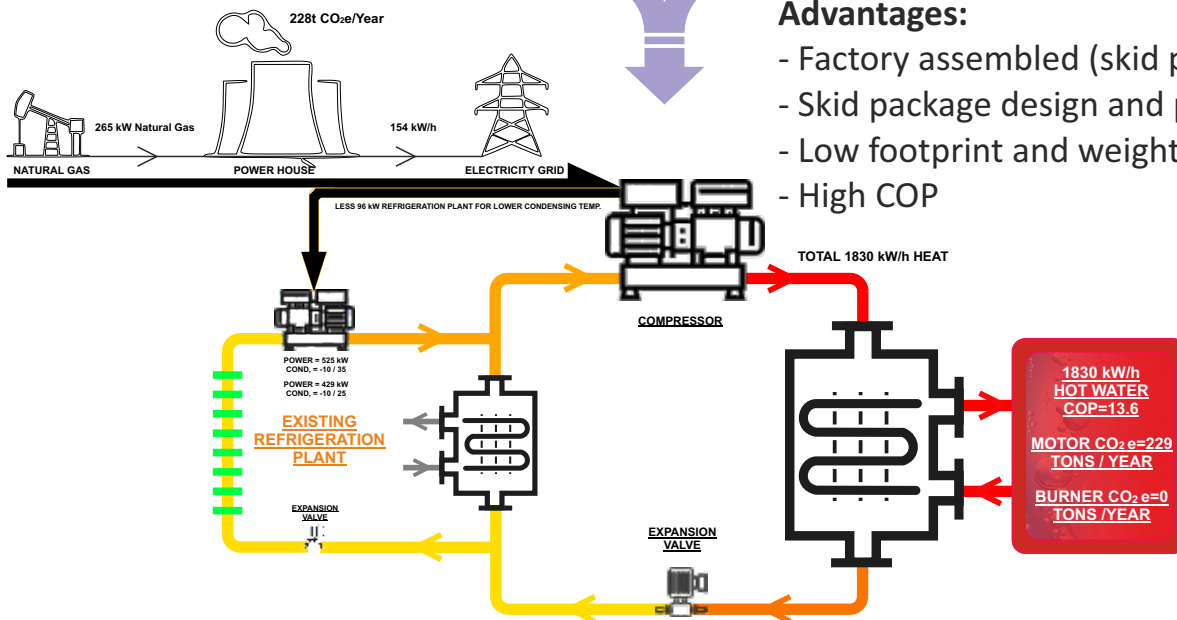 228t CO₂e/Year
265 kW Natural Gas
154 kW/h
NATURAL GAS
POWER HOUSE
ELECTRICITY GRID
Advantages:
- Factory assembled (skid
- Skid package design and
- Low footprint and weight
- High COP
LESS 96 kW REFRIGERATION PLANT FOR LOWER CONDENSING TEMP.
TOTAL 1830 kW/h HEAT
COMPRESSOR
POWER = 525 kW
COND, = -10 / 35
POWER = 429 kW
COND, = -10 / 25
EXISTING
REFRIGERATION
PLANT
EXPANSION
VALVE
EXPANSION
VALVE
1830 kW/h
HOT WATER
COP=13.6
MOTOR CO₂ e=229
TONS / YEAR
BURNER CO₂ e=0
TONS /YEAR